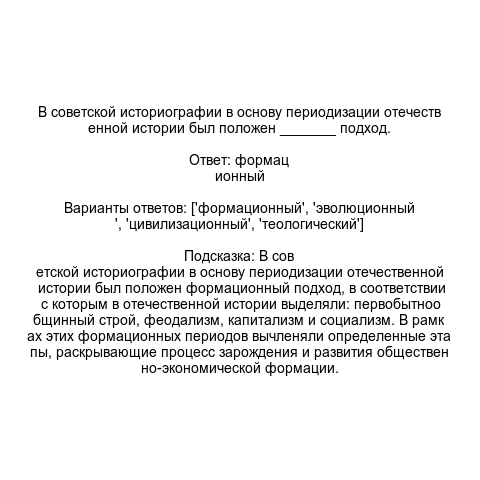 В советской историографии в основу периодизации отечеств
енной истории был положен _______ подход.
Ответ: формац
ионный
Варианты ответов: ['формационный', 'эволюционный
', 'цивилизационный', 'теологический']
Подсказка: В сов
етской историографии в основу периодизации отечественной
истории был положен формационный подход, в соответствии
с которым в отечественной истории выделяли: первобытноо
бщинный строй, феодализм, капитализм и социализм. В рамк
ах этих формационных периодов вычленяли определенные эта
пы, раскрывающие процесс зарождения и развития обществен
но-экономической формации.